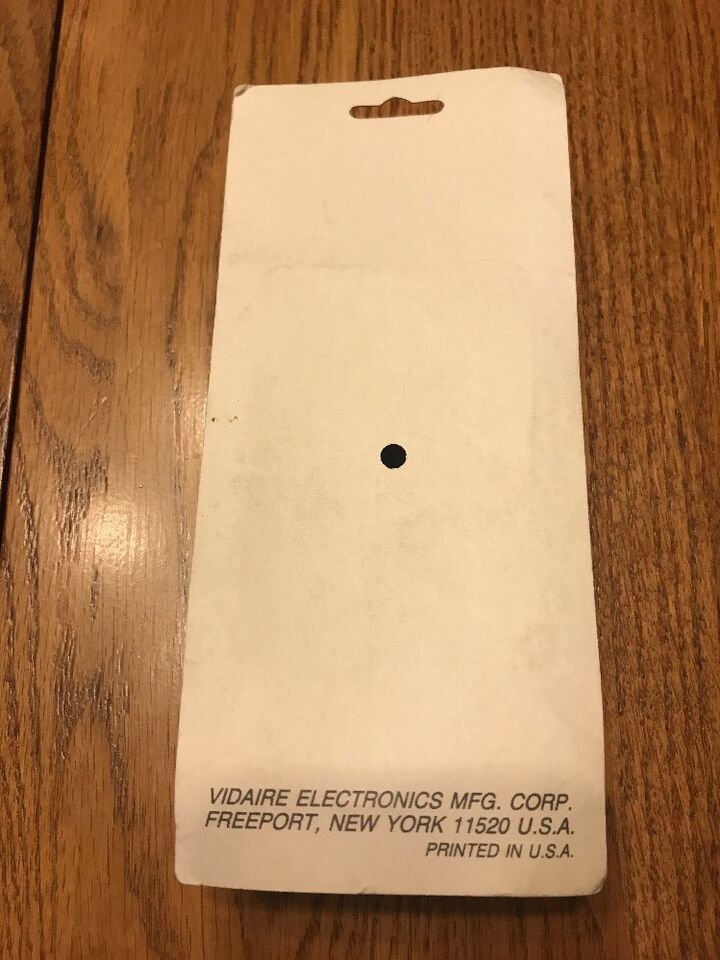 VIDAIRE ELECTRONICS MFG. CORP.
FREEPORT, NEW YORK 11520 U.S.A.
PRINTED IN U.S.A.